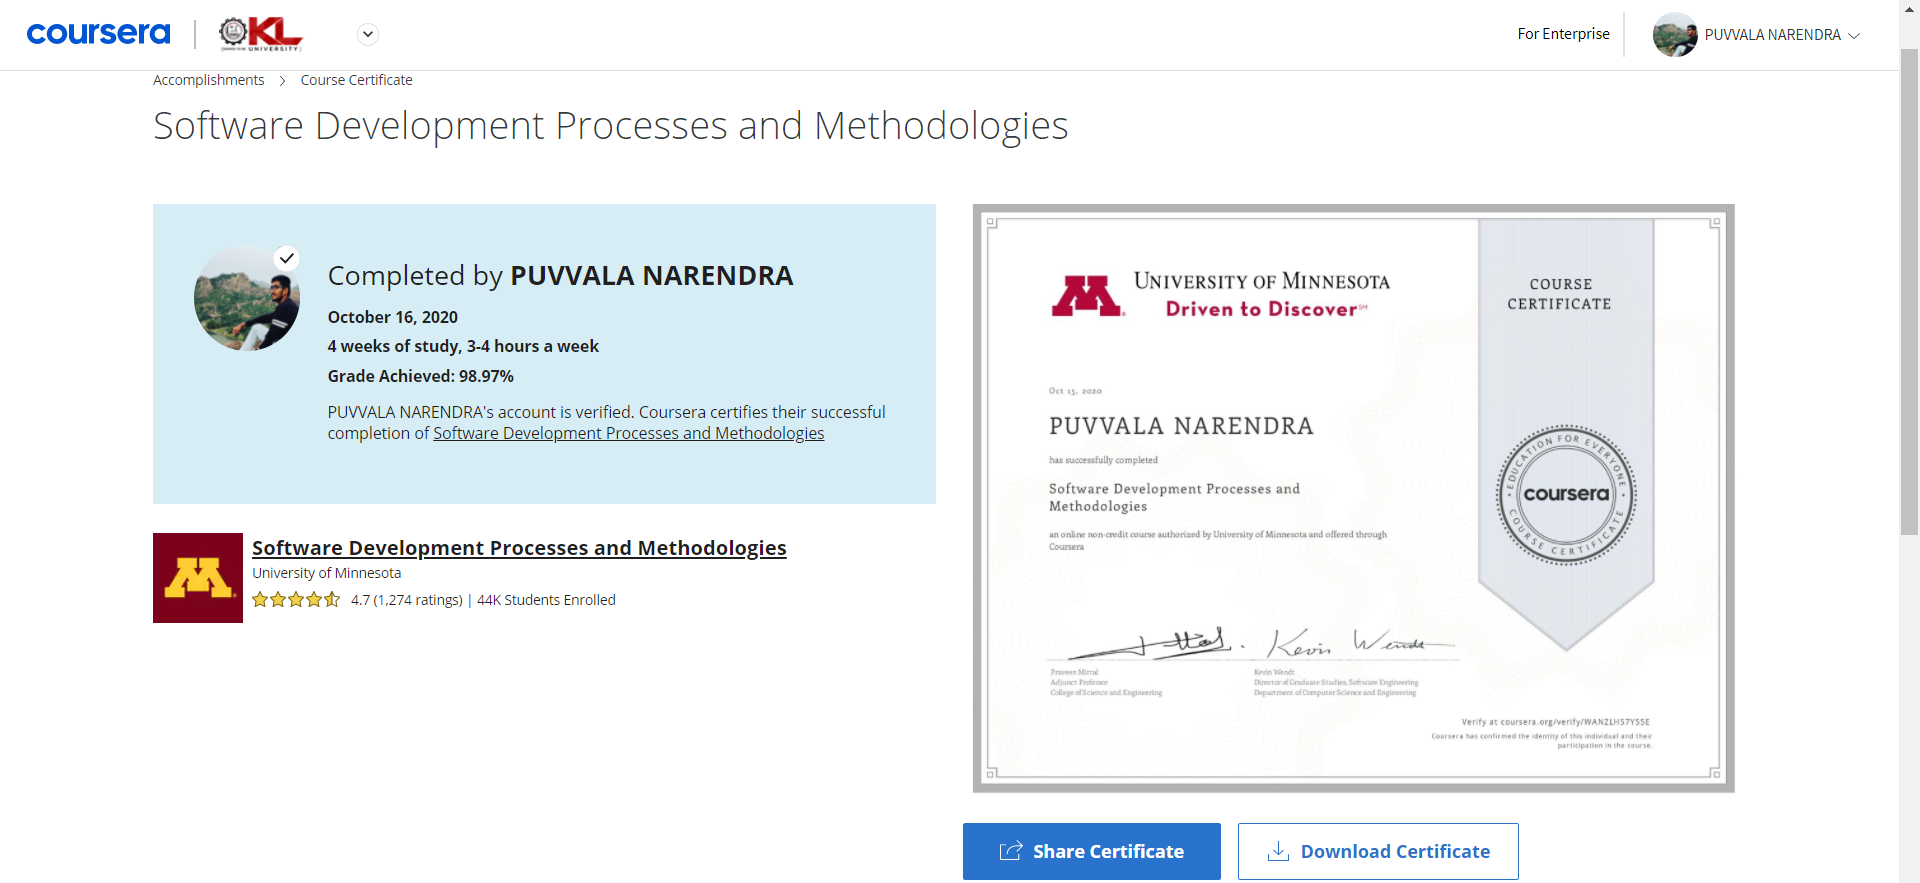 coursera
KL
UNIVERSITY
For Enterprise
PUVVALA NARENDRA
Accomplishments
Course Certificate
Software Development Processes and Methodologies
Completed by PUVVALA NARENDRA
October 16, 2020
4 weeks of study, 3-4 hours a week
Grade Achieved: 98.97%
PUVVALA NARENDRA's account is verified. Coursera certifies their successful
completion of Software Development Processes and Methodologies
Software Development Processes and Methodologies
University of Minnesota
4.7 (1,274 ratings) | 44K Students Enrolled
UNIVERSITY OF MINNESOTA
Driven to Discover℠
COURSE
CERTIFICATE
Oct 15, 2020
PUVVALA NARENDRA
has successfully completed
Software Development Processes and
Methodologies
an online non-credit course authorized by University of Minnesota and offered through
Coursera
EDUCATION FOR EVERYONE
coursera
COURSE CERTIFICATE
Kevin Wendt
Praveen Mittal
Adjunct Professor
College of Science and Engineering
Kevin Wendt
Director of Graduate Studies, Software Engineering
Department of Computer Science and Engineering
Verify at coursera.org/verify/WANZLH57Y55E
Coursera has confirmed the identity of this individual and their
participation in the course.
Share Certificate
Download Certificate